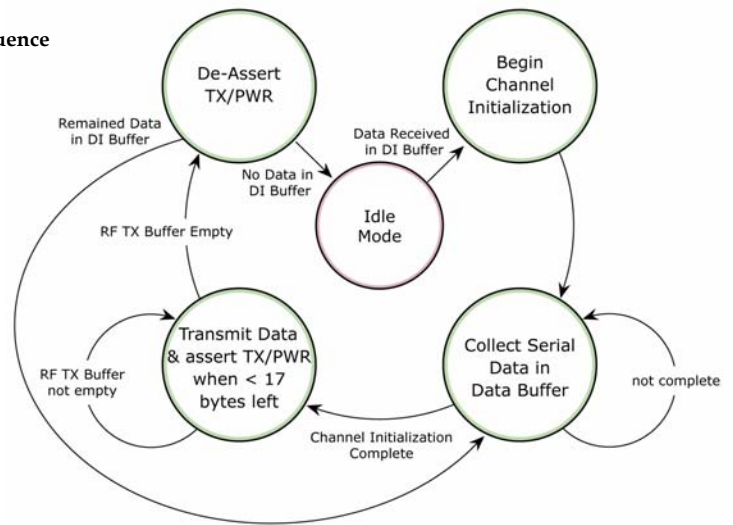 uence
De-Assert
TX/PWR
Begin
Channel
Initialization
Remained Data
in DI Buffer
Data Received
in DI Buffer
No Data in
DI Buffer
Idle
Mode
RF TX Buffer Empty
Transmit Data
& assert TX/PWR
when < 17
bytes left
Collect Serial
Data in
Data Buffer
RF TX Buffer
not empty
not complete
Channel Initialization
Complete